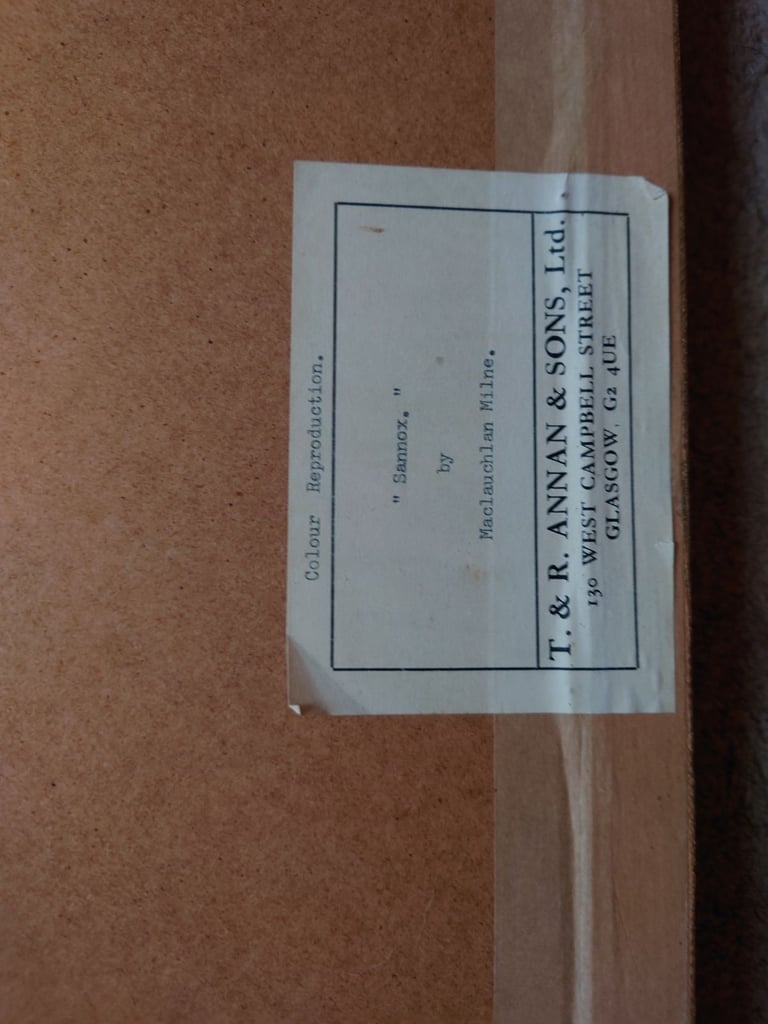 Colour Reproduction.
" Sannox. "
by
Maclauchlan Milne.
T. & R. ANNAN & SONS, Ltd.
130 WEST CAMPBELL STREET
GLASGOW, G2 4UE